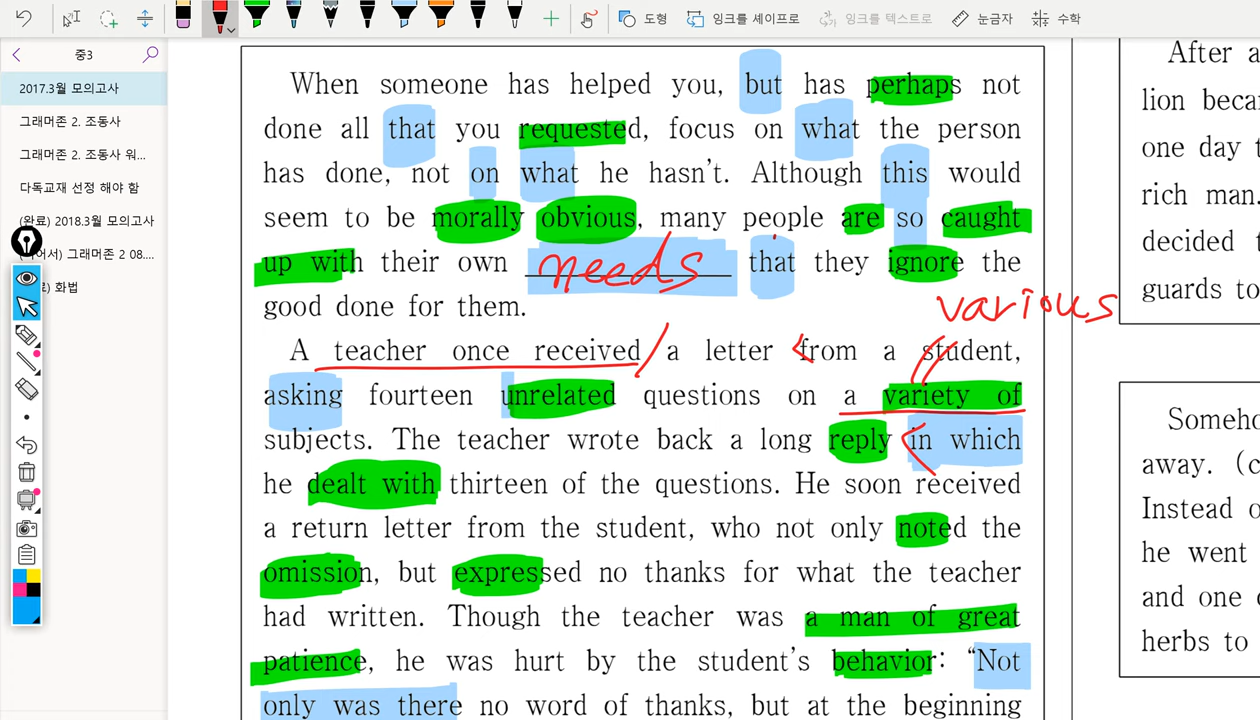 도형
잉크를 셰이프로
잉크를 텍스트로
눈금자
수학
중3
2017.3월 모의고사
그래머존 2. 조동사
그래머존 2. 조동사 워...
다독교재 선정 해야 함
(완료) 2018.3월 모의고사
어서) 그래머존 2 08....
) 화법
When someone has helped you, but has perhaps not
done all that you requested, focus on what the person
has done, not on what he hasn't. Although this would
seem to be morally obvious, many people are so caught
up with their own needs that they ignore the
good done for them.
various
A teacher once received a letter from a student,
asking fourteen unrelated questions on a variety of
subjects. The teacher wrote back a long reply in which
he dealt with thirteen of the questions. He soon received
a return letter from the student, who not only noted the
omission, but expressed no thanks for what the teacher
had written. Though the teacher was a man of great
patience, he was hurt by the student's behavior: “Not
only was there no word of thanks, but at the beginning
After a
lion beca
one day t
rich man.
decided t
guards to
Someho
away. (c
Instead o
he went
and one o
herbs to